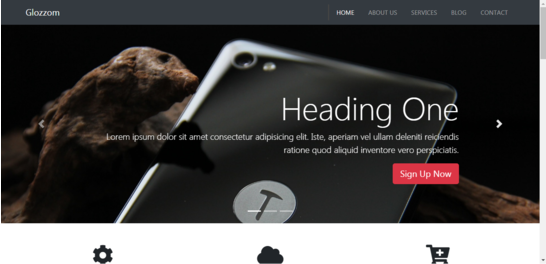 Glozzom
HOME ABOUT US SERVICES BLOG CONTACT
Heading One
Lorem ipsum dolor sit amet consectetur adipisicing elit. Iste, aperiam vel ullam deleniti reiciendis
ratione quod aliquid inventore vero perspiciatis.
Sign Up Now